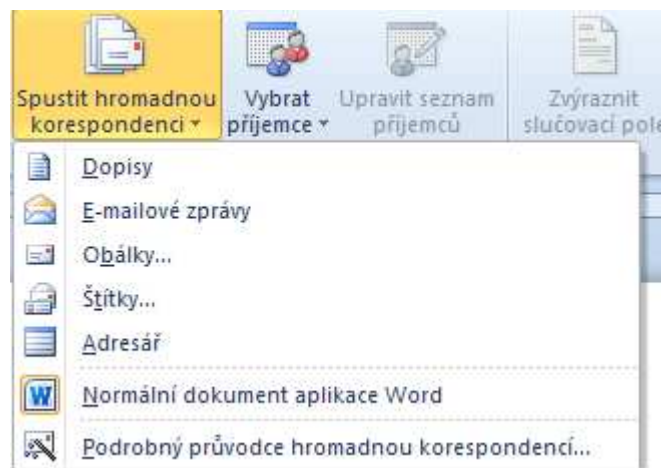 Spustit hromadnou korespondenci
Vybrat příjemce
Upravit seznam příjemců
Zvýraznit slučovací pole
Dopisy
E-mailové zprávy
Obálky...
Štítky...
Adresář
Normální dokument aplikace Word
Podrobný průvodce hromadnou korespondencí...